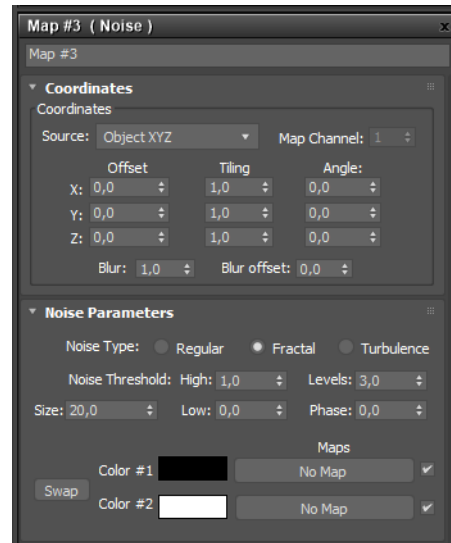 Map #3 ( Noise ) x
Map #3
Coordinates
Coordinates
Source: Object XYZ Map Channel: 1
Offset Tiling Angle:
X: 0,0 1,0 0,0
Y: 0,0 1,0 0,0
Z: 0,0 1,0 0,0
Blur: 1,0 Blur offset: 0,0
Noise Parameters
Noise Type: Regular Fractal Turbulence
Noise Threshold: High: 1,0 Levels: 3,0
Size: 20,0 Low: 0,0 Phase: 0,0
Maps
Color #1 No Map
Swap
Color #2 No Map